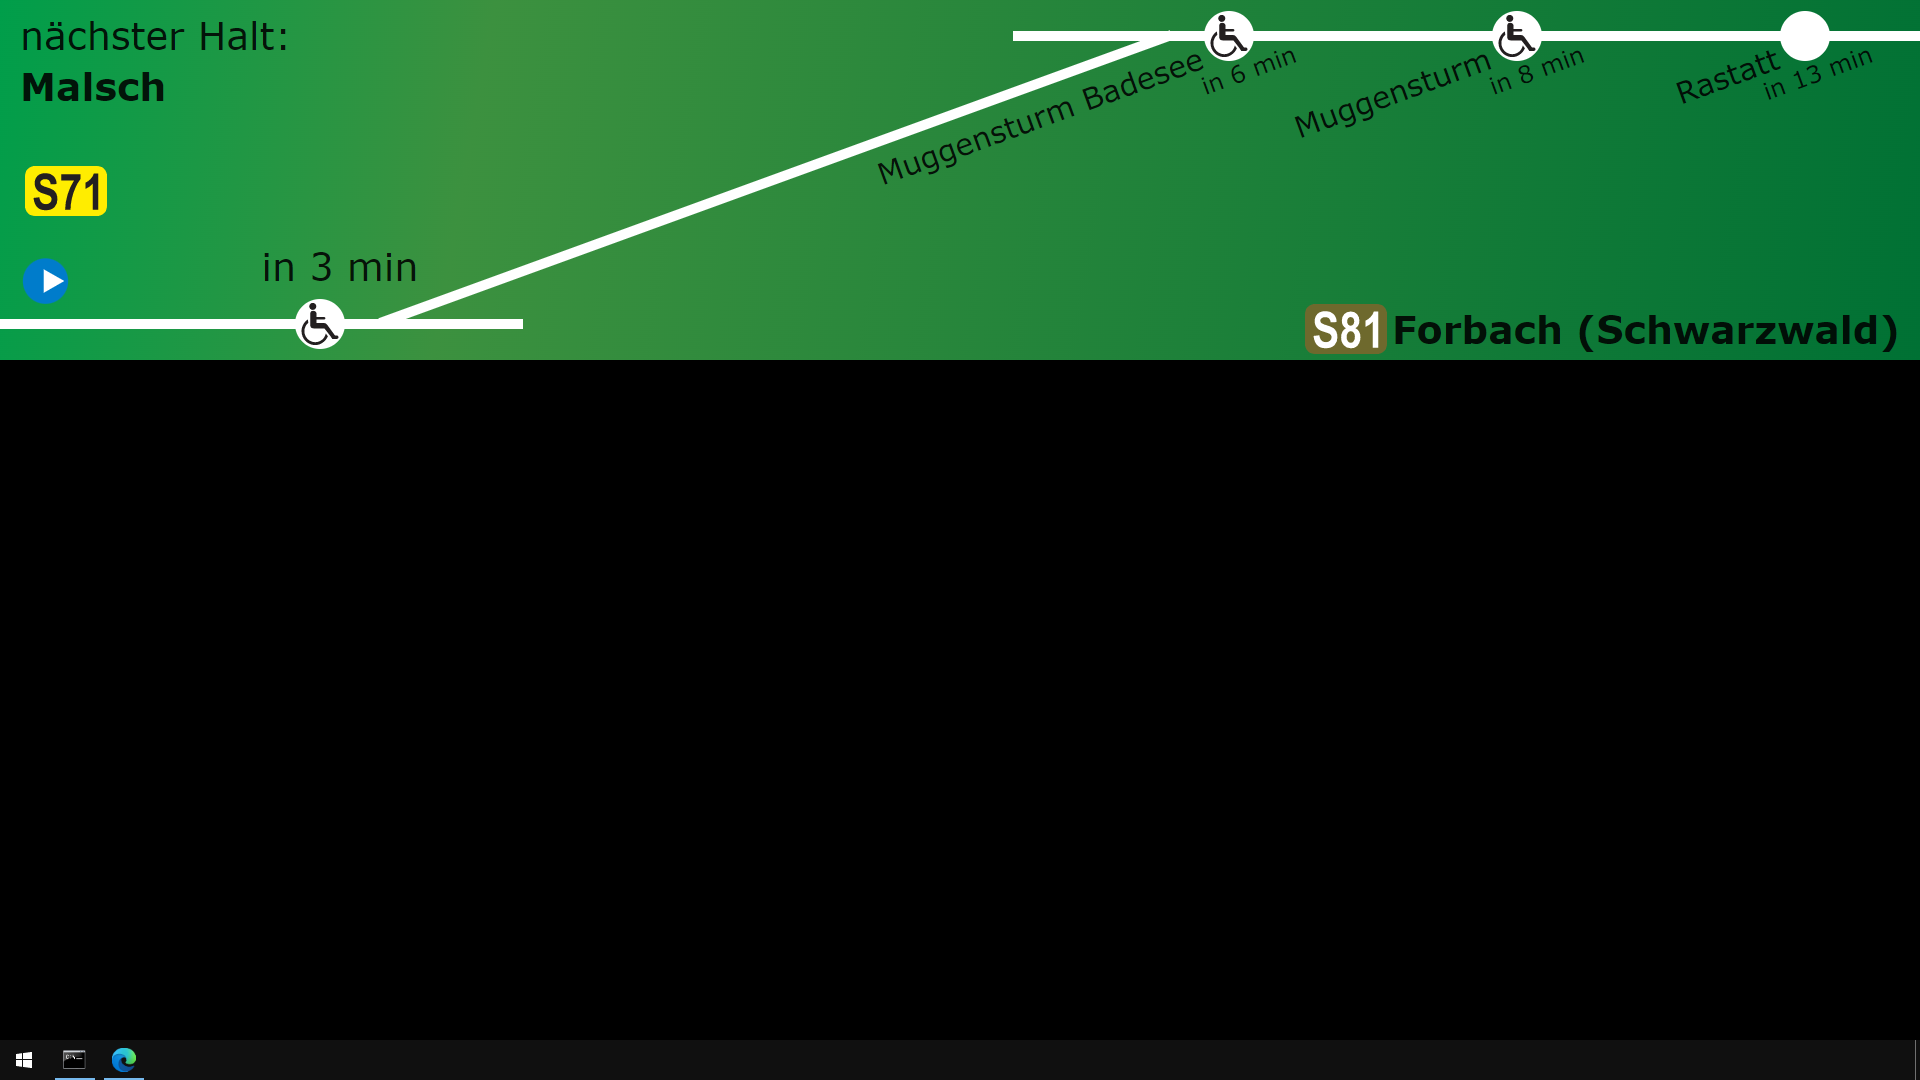 nächster Halt:
Malsch
S71
in 3 min
Muggensturm Badesee
in 6 min
Muggensturm
in 8 min
Rastatt
in 13 min
S81 Forbach (Schwarzwald)